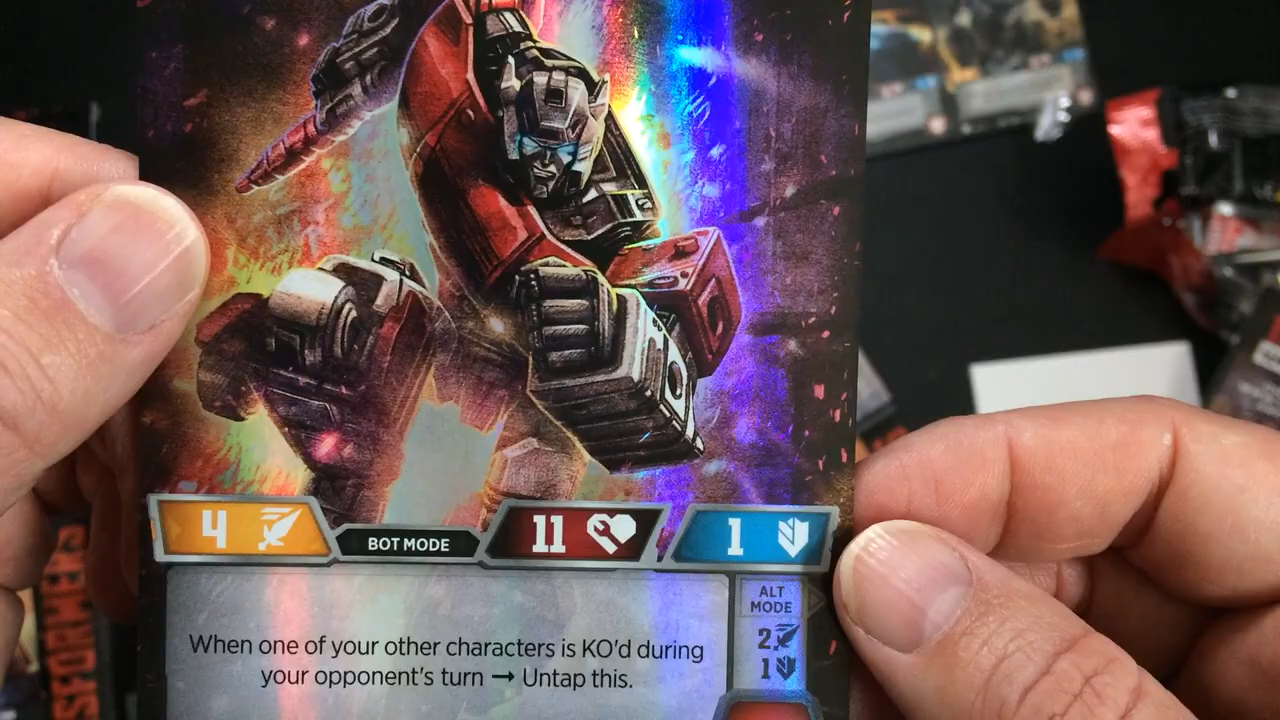 4
BOT MODE
11
1
When one of your other characters is KO'd during
your opponent's turn → Untap this.
ALT
MODE
2
1
SFORMERS